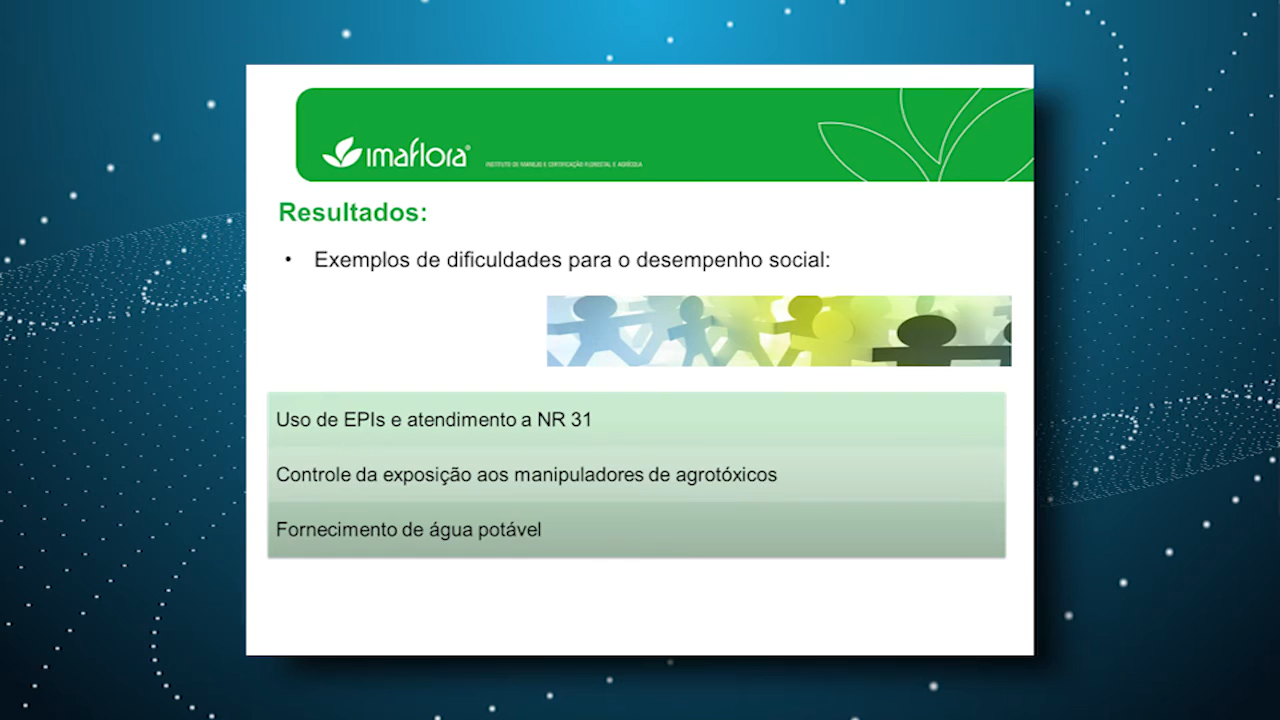 imaflora®
INSTITUTO DE MANEJO E CERTIFICAÇÃO FLORESTAL E AGRÍCOLA
Resultados:
• Exemplos de dificuldades para o desempenho social:
Uso de EPIs e atendimento a NR 31
Controle da exposição aos manipuladores de agrotóxicos
Fornecimento de água potável